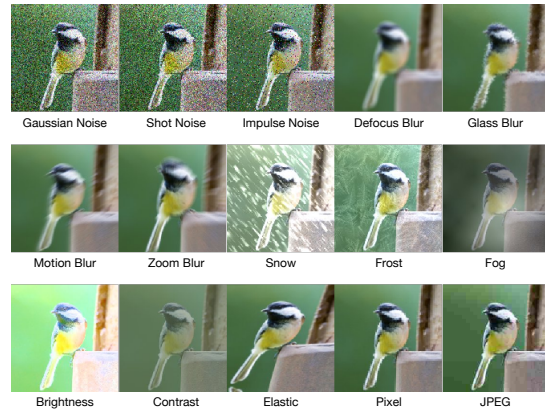 Gaussian Noise Shot Noise Impulse Noise Defocus Blur Glass Blur
Motion Blur Zoom Blur Snow Frost Fog
Brightness Contrast Elastic Pixel JPEG